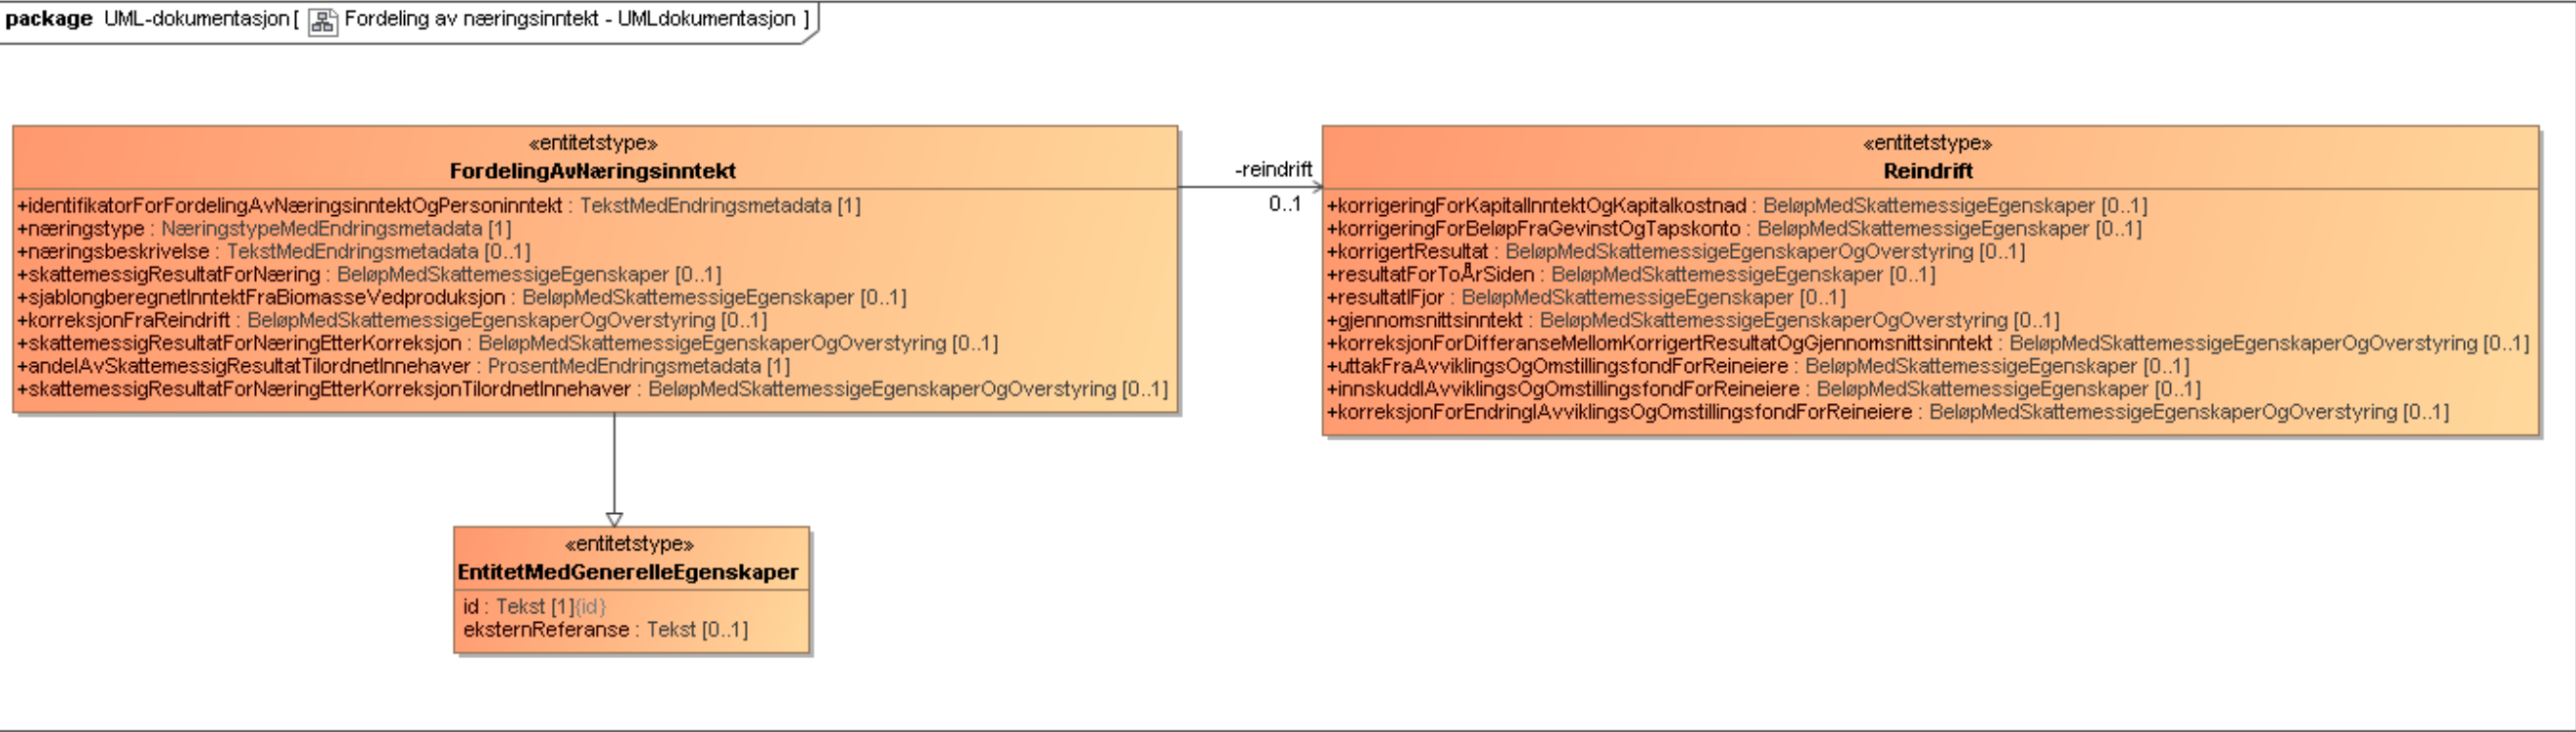 package UML-dokumentasjon [ Fordeling av næringsinntekt - UMLdokumentasjon ]
«entitetstype»
FordelingAvNæringsinntekt
+identifikatorForFordelingAvNæringsinntektOgPersoninntekt : TekstMedEndringsmetadata [1]
+næringstype : NæringstypeMedEndringsmetadata [1]
+næringsbeskrivelse : TekstMedEndringsmetadata [0..1]
+skattemessigResultatForNæring : BeløpMedSkattemessigeEgenskaper [0..1]
+sjablongberegnetInntektFraBiomasseVedproduksjon : BeløpMedSkattemessigeEgenskaper [0..1]
+korreksjonFraReindrift : BeløpMedSkattemessigeEgenskaperOgOverstyring [0..1]
+skattemessigResultatForNæringEtterKorreksjon : BeløpMedSkattemessigeEgenskaperOgOverstyring [0..1]
+andelAvSkattemessigResultatTilordnetInnehaver : ProsentMedEndringsmetadata [1]
+skattemessigResultatForNæringEtterKorreksjonTilordnetInnehaver : BeløpMedSkattemessigeEgenskaperOgOverstyring [0..1]
-reindrift
0..1
«entitetstype»
Reindrift
+korrigeringForKapitalInntektOgKapitalkostnad : BeløpMedSkattemessigeEgenskaper [0..1]
+korrigeringForBeløpFraGevinstOgTapskonto : BeløpMedSkattemessigeEgenskaper [0..1]
+korrigertResultat : BeløpMedSkattemessigeEgenskaperOgOverstyring [0..1]
+resultatForToÅrSiden : BeløpMedSkattemessigeEgenskaper [0..1]
+resultatIFjor : BeløpMedSkattemessigeEgenskaper [0..1]
+gjennomsnittsinntekt : BeløpMedSkattemessigeEgenskaperOgOverstyring [0..1]
+korreksjonForDifferanseMellomKorrigertResultatOgGjennomsnittsinntekt : BeløpMedSkattemessigeEgenskaperOgOverstyring [0..1]
+uttakFraAvviklingsOgOmstillingsfondForReineiere : BeløpMedSkattemessigeEgenskaper [0..1]
+innskuddIAvviklingsOgOmstillingsfondForReineiere : BeløpMedSkattemessigeEgenskaper [0..1]
+korreksjonForEndringIAvviklingsOgOmstillingsfondForReineiere : BeløpMedSkattemessigeEgenskaperOgOverstyring [0..1]
«entitetstype»
EntitetMedGenerelleEgenskaper
id : Tekst [1]{id}
eksternReferanse : Tekst [0..1]